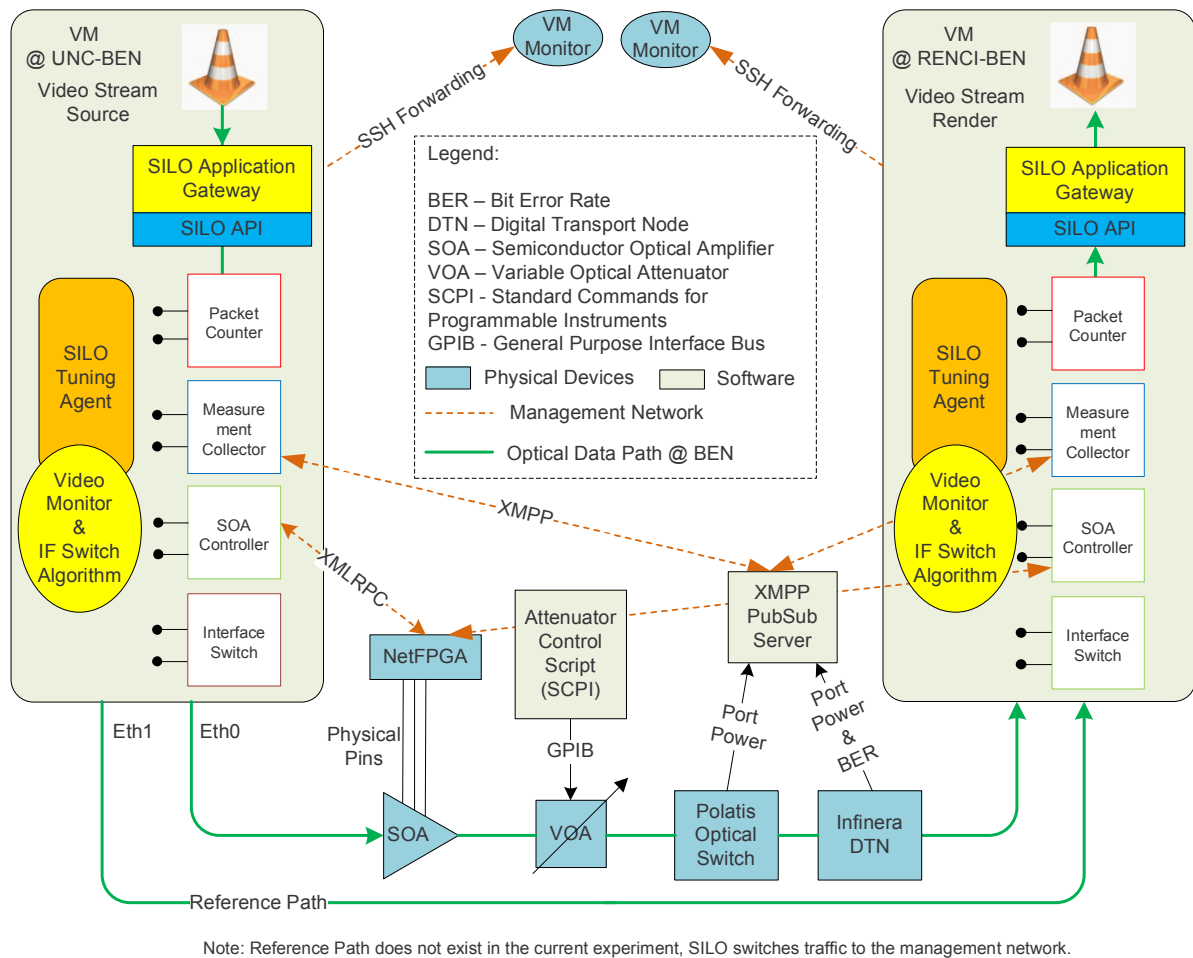 VM
@ UNC-BEN
Video Stream
Source
SILO Application
Gateway
SILO API
SILO
Tuning
Agent
Video
Monitor
&
IF Switch
Algorithm
Packet
Counter
Measure
ment
Collector
SOA
Controller
Interface
Switch
VM
Monitor
VM
Monitor
SSH Forwarding
SSH Forwarding
Legend:
BER – Bit Error Rate
DTN – Digital Transport Node
SOA – Semiconductor Optical Amplifier
VOA – Variable Optical Attenuator
SCPI - Standard Commands for
Programmable Instruments
GPIB - General Purpose Interface Bus
Physical Devices
Software
Management Network
Optical Data Path @ BEN
XMPP
XMLRPC
NetFPGA
Attenuator
Control
Script
(SCPI)
XMPP
PubSub
Server
Physical
Pins
GPIB
Port
Power
Port
Power
&
BER
Eth1
Eth0
SOA
VOA
Polatis
Optical
Switch
Infinera
DTN
Reference Path
VM
@ RENCI-BEN
Video Stream
Render
SILO Application
Gateway
SILO API
SILO
Tuning
Agent
Video
Monitor
&
IF Switch
Algorithm
Packet
Counter
Measure
ment
Collector
SOA
Controller
Interface
Switch
Note: Reference Path does not exist in the current experiment, SILO switches traffic to the management network.